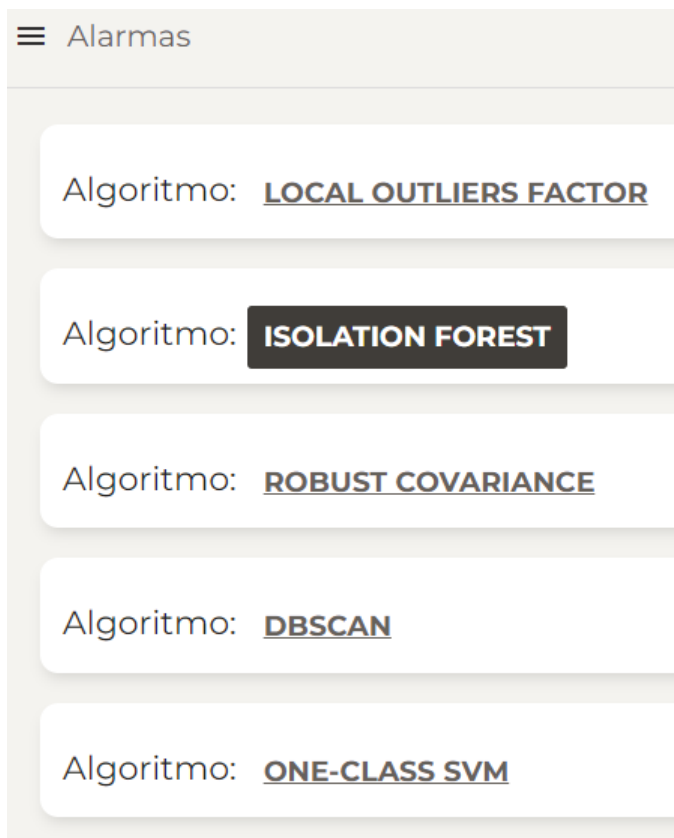 Alarmas
Algoritmo: LOCAL OUTLIERS FACTOR
Algoritmo: ISOLATION FOREST
Algoritmo: ROBUST COVARIANCE
Algoritmo: DBSCAN
Algoritmo: ONE-CLASS SVM